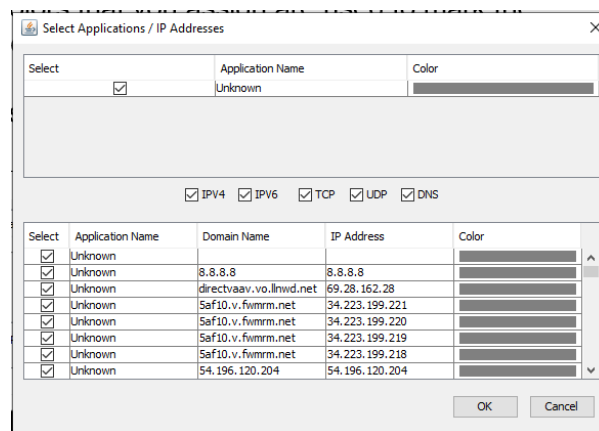 Select Applications / IP Addresses
Select Application Name Color
Unknown
IPV4 IPV6 TCP UDP DNS
Select Application Name Domain Name IP Address Color
Unknown
Unknown 8.8.8.8 8.8.8.8
Unknown directvaav.vo.llnwd.net 69.28.162.28
Unknown 5af10.v.fwmrm.net 34.223.199.221
Unknown 5af10.v.fwmrm.net 34.223.199.220
Unknown 5af10.v.fwmrm.net 34.223.199.219
Unknown 5af10.v.fwmrm.net 34.223.199.218
Unknown 54.196.120.204 54.196.120.204
OK Cancel